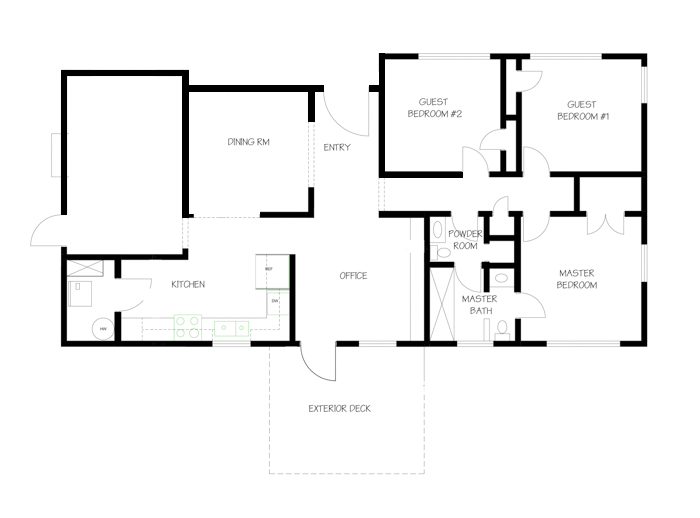 GUEST
BEDROOM #2
GUEST
BEDROOM #1
DINING RM
ENTRY
POWDER
ROOM
REF
OFFICE
MASTER
BEDROOM
KITCHEN
DW
MASTER
BATH
HW
EXTERIOR DECK